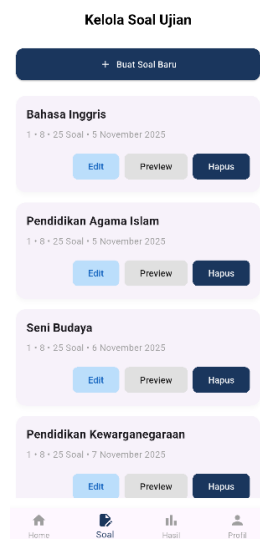 Kelola Soal Ujian
+ Buat Soal Baru
Bahasa Inggris
1 • 8 • 25 Soal • 5 November 2025
Edit Preview Hapus
Pendidikan Agama Islam
1 • 8 • 25 Soal • 5 November 2025
Edit Preview Hapus
Seni Budaya
1 • 8 • 25 Soal • 6 November 2025
Edit Preview Hapus
Pendidikan Kewarganegaraan
1 • 8 • 25 Soal • 7 November 2025
Edit Preview Hapus
Home Soal Hasil Profil